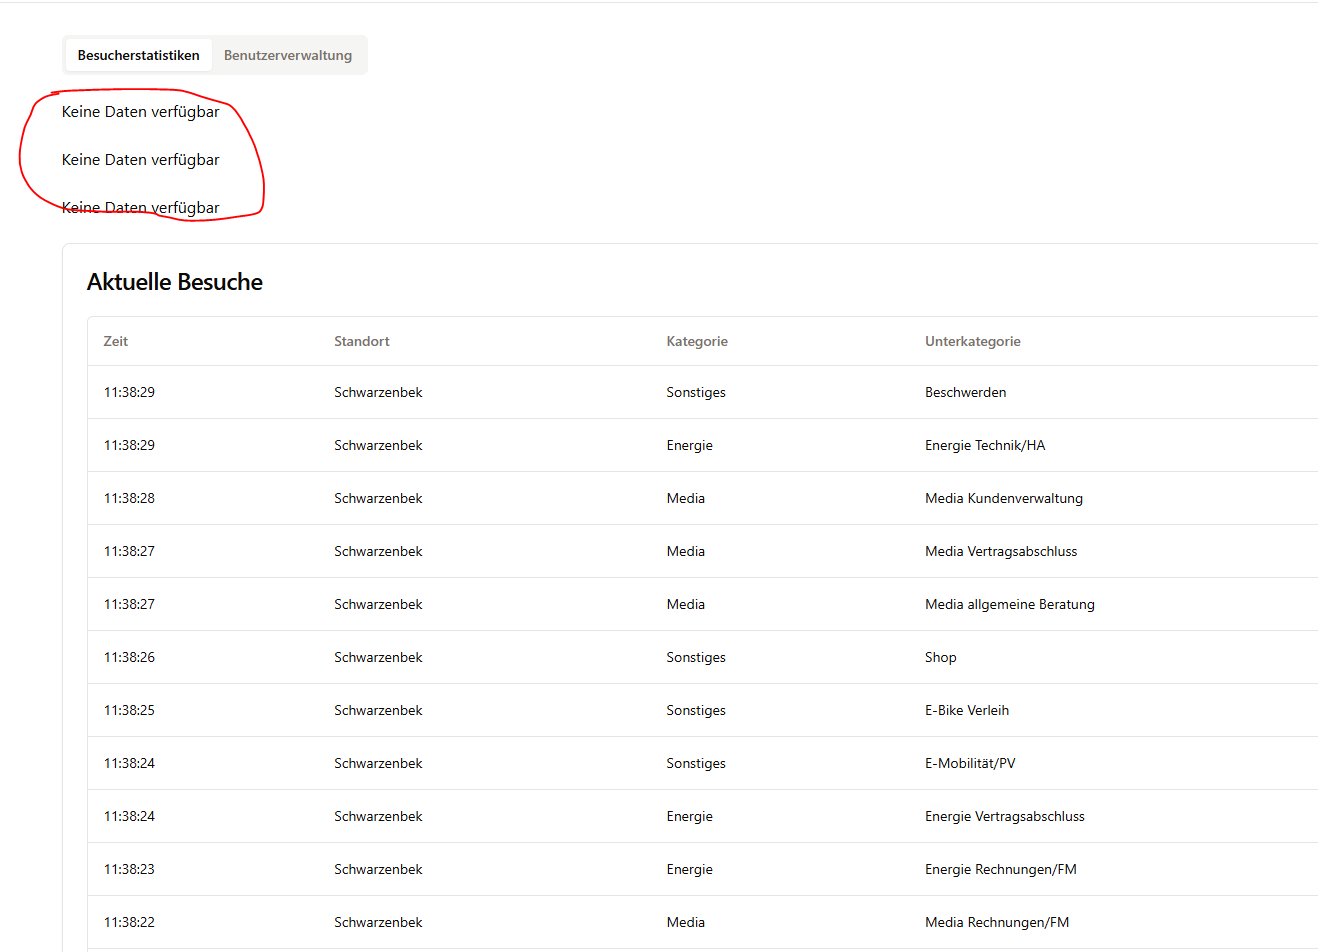 Besucherstatistiken Benutzerverwaltung
Keine Daten verfügbar
Keine Daten verfügbar
Keine Daten verfügbar
Aktuelle Besuche
Zeit Standort Kategorie Unterkategorie
11:38:29 Schwarzenbek Sonstiges Beschwerden
11:38:29 Schwarzenbek Energie Energie Technik/HA
11:38:28 Schwarzenbek Media Media Kundenverwaltung
11:38:27 Schwarzenbek Media Media Vertragsabschluss
11:38:27 Schwarzenbek Media Media allgemeine Beratung
11:38:26 Schwarzenbek Sonstiges Shop
11:38:25 Schwarzenbek Sonstiges E-Bike Verleih
11:38:24 Schwarzenbek Sonstiges E-Mobilität/PV
11:38:24 Schwarzenbek Energie Energie Vertragsabschluss
11:38:23 Schwarzenbek Energie Energie Rechnungen/FM
11:38:22 Schwarzenbek Media Media Rechnungen/FM